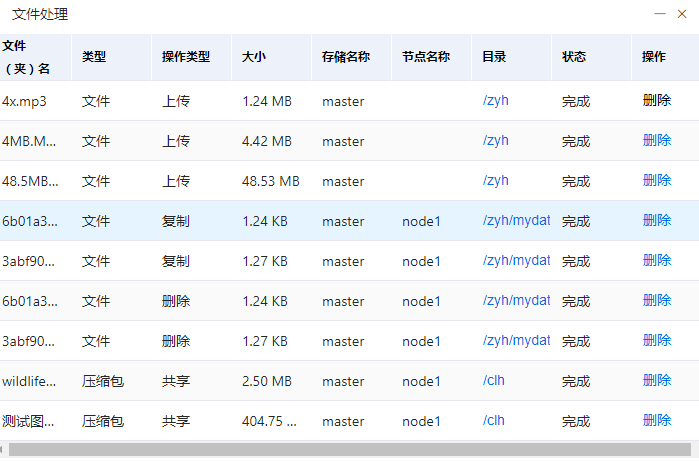 文件处理
文件（夹）名 类型 操作类型 大小 存储名称 节点名称 目录 状态 操作
4x.mp3 文件 上传 1.24 MB master /zyh 完成 删除
4MB.M... 文件 上传 4.42 MB master /zyh 完成 删除
48.5MB... 文件 上传 48.53 MB master /zyh 完成 删除
6b01a3... 文件 复制 1.24 KB master node1 /zyh/mydat 完成 删除
3abf90... 文件 复制 1.27 KB master node1 /zyh/mydat 完成 删除
6b01a3... 文件 删除 1.24 KB master node1 /zyh/mydat 完成 删除
3abf90... 文件 删除 1.27 KB master node1 /zyh/mydat 完成 删除
wildlife... 压缩包 共享 2.50 MB master node1 /clh 完成 删除
测试图... 压缩包 共享 404.75 ... master node1 /clh 完成 删除